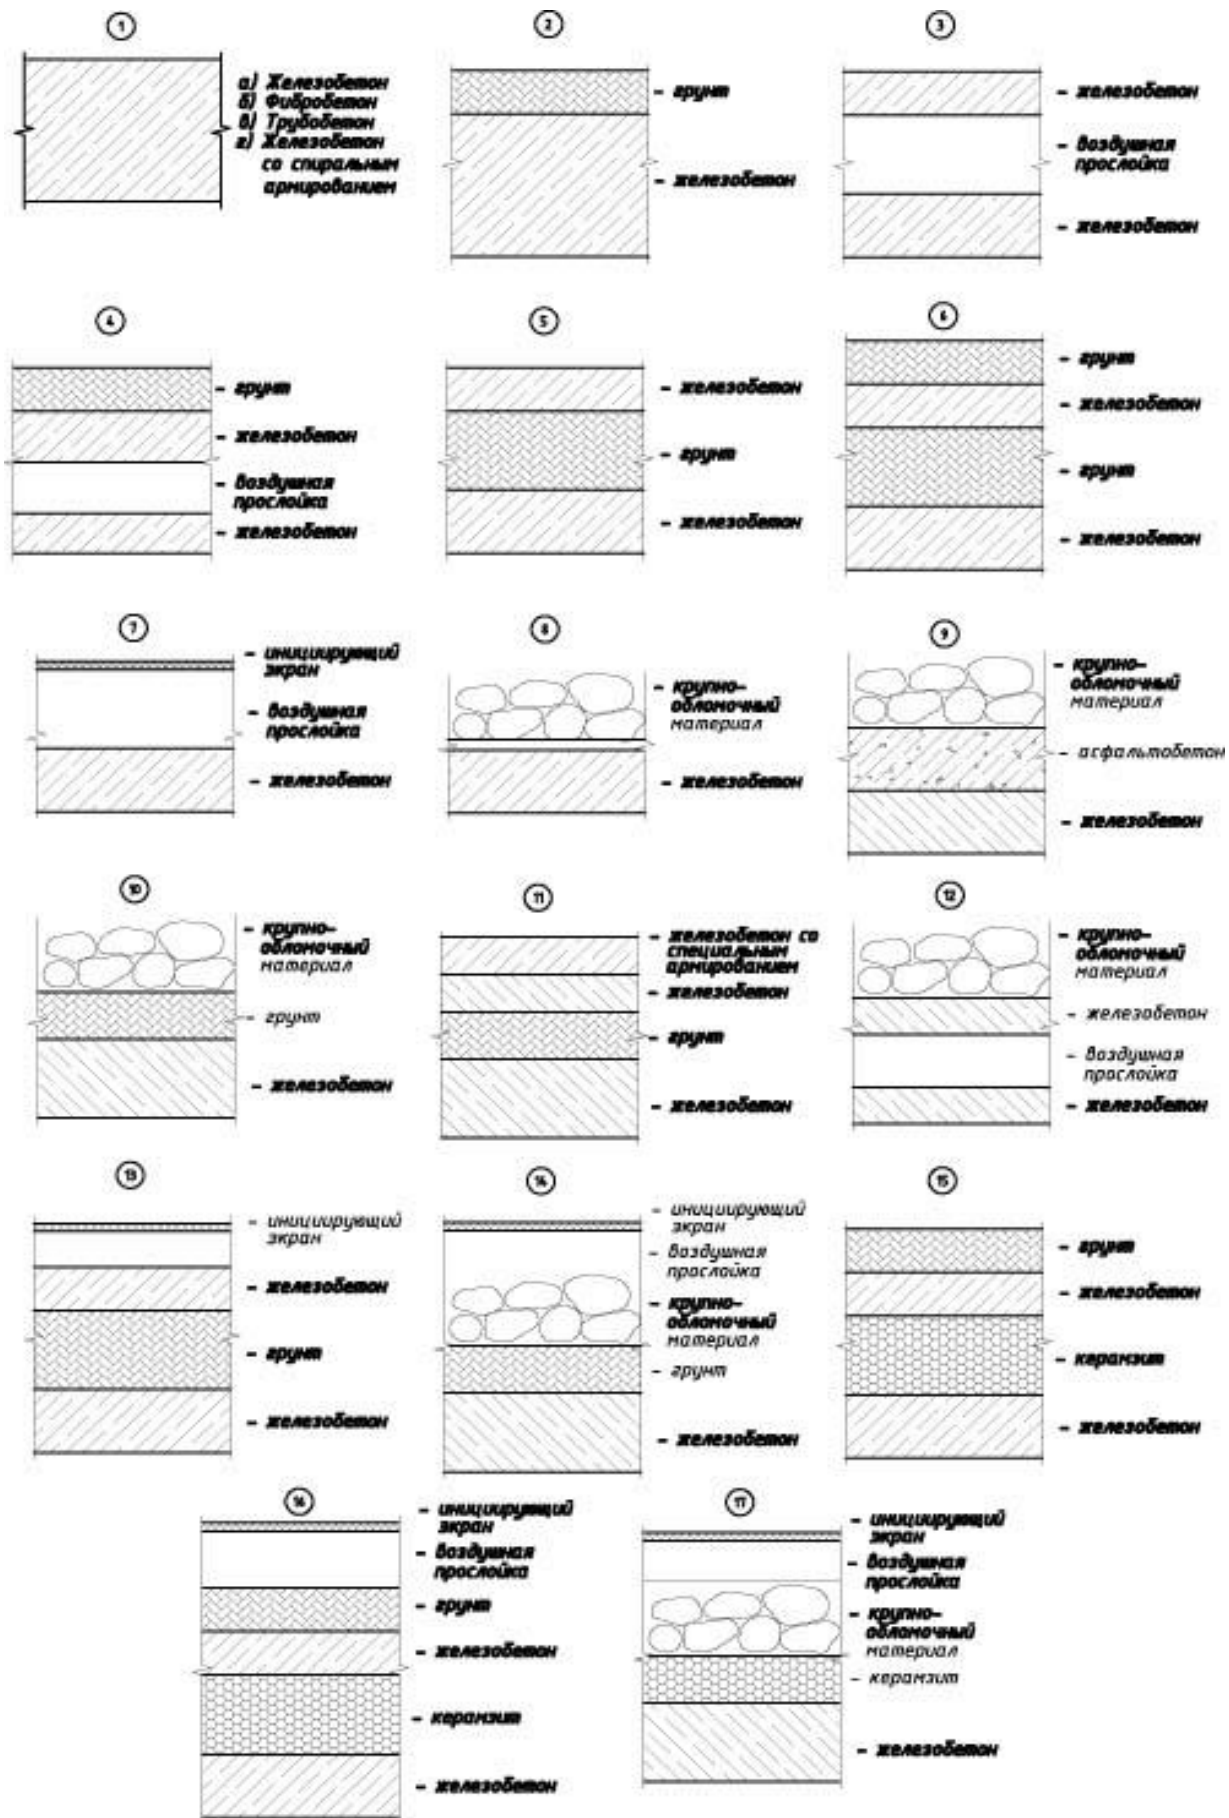 1
а) Железобетон
б) Фибробетон
в) Трубобетон
г) Железобетон
со спиральным
армированием
2
- грунт
- железобетон
3
- железобетон
- воздушная
прослойка
- железобетон
4
- грунт
- железобетон
- воздушная
прослойка
- железобетон
5
- железобетон
- грунт
- железобетон
6
- грунт
- железобетон
- грунт
- железобетон
7
- инициирующий
экран
- воздушная
прослойка
- железобетон
8
- крупно-
обломочный
материал
- железобетон
9
- крупно-
обломочный
материал
- асфальтобетон
- железобетон
10
- крупно-
обломочный
материал
- грунт
- железобетон
11
- железобетон со
специальным
армированием
- железобетон
- грунт
- железобетон
12
- крупно-
обломочный
материал
- железобетон
- воздушная
прослойка
- железобетон
13
- инициирующий
экран
- железобетон
- грунт
- железобетон
14
- инициирующий
экран
- воздушная
прослойка
- крупно-
обломочный
материал
- грунт
- железобетон
15
- грунт
- железобетон
- керамзит
- железобетон
16
- инициирующий
экран
- воздушная
прослойка
- грунт
- железобетон
- керамзит
- железобетон
17
- инициирующий
экран
- воздушная
прослойка
- крупно-
обломочный
материал
- керамзит
- железобетон